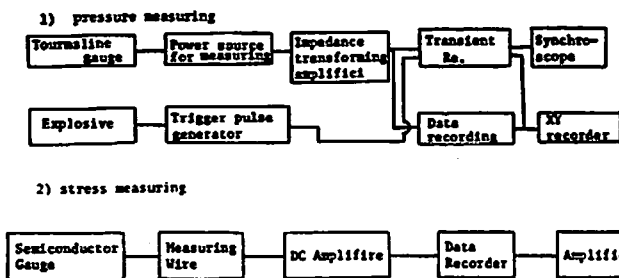 1) pressure measuring
Tourmaline gauge
Power source for measuring
Impedance transforming amplifici
Transient Re.
Synchro-scope
Explosive
Trigger pulse generator
Data recording
XY recorder
2) stress measuring
Semiconductor Gauge
Measuring Wire
DC Amplifire
Data Recorder
Amplifi